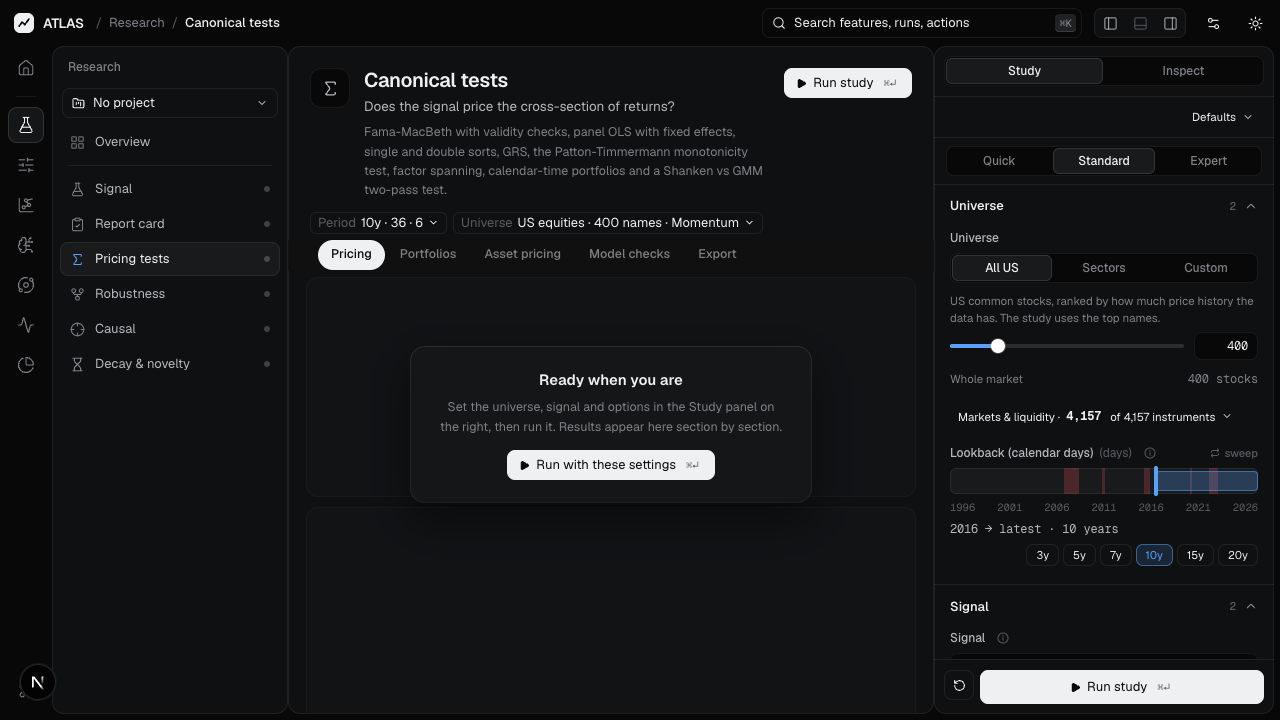 ATLAS / Research / Canonical tests
Search features, runs, actions ⌘K
Research
No project
Overview
Signal
Report card
Pricing tests
Robustness
Causal
Decay & novelty
N
Σ
Canonical tests
Does the signal price the cross-section of returns?
Fama-MacBeth with validity checks, panel OLS with fixed effects,
single and double sorts, GRS, the Patton-Timmermann monotonicity
test, factor spanning, calendar-time portfolios and a Shanken vs GMM
two-pass test.
Run study ⌘↵
Period 10y · 36 · 6
Universe US equities · 400 names · Momentum
Pricing Portfolios Asset pricing Model checks Export
Ready when you are
Set the universe, signal and options in the Study panel on
the right, then run it. Results appear here section by section.
Run with these settings ⌘↵
Study Inspect
Defaults
Quick Standard Expert
Universe 2
Universe
All US Sectors Custom
US common stocks, ranked by how much price history the
data has. The study uses the top names.
400
Whole market 400 stocks
Markets & liquidity · 4,157 of 4,157 instruments
Lookback (calendar days) (days) sweep
1996 2001 2006 2011 2016 2021 2026
2016 → latest · 10 years
3y 5y 7y 10y 15y 20y
Signal 2
Signal
Run study ⌘↵